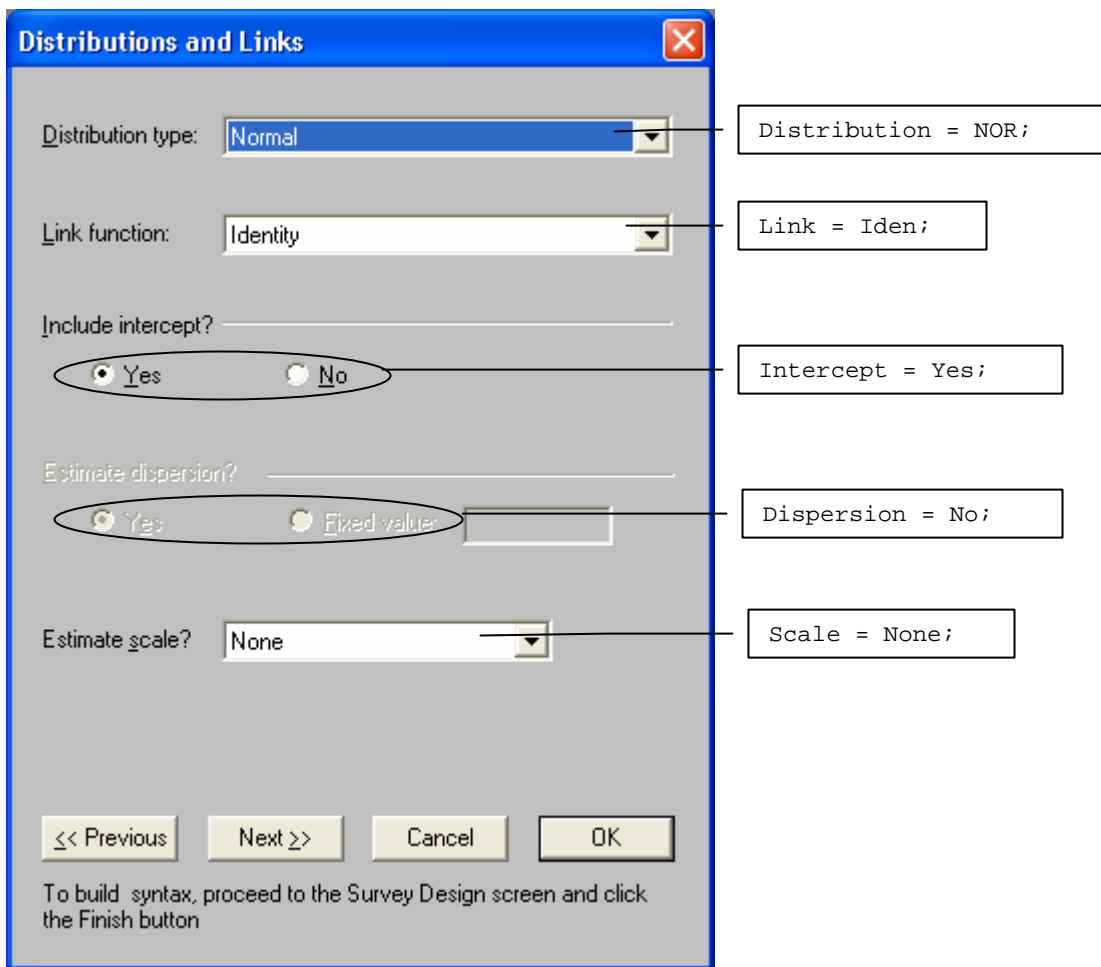 Distributions and Links
Distribution type: Normal
Distribution = NOR;
Link function: Identity
Link = Iden;
Include intercept?
Yes No
Intercept = Yes;
Estimate dispersion?
Yes Fixed value:
Dispersion = No;
Estimate scale? None
Scale = None;
<< Previous Next >> Cancel OK
To build syntax, proceed to the Survey Design screen and click
the Finish button